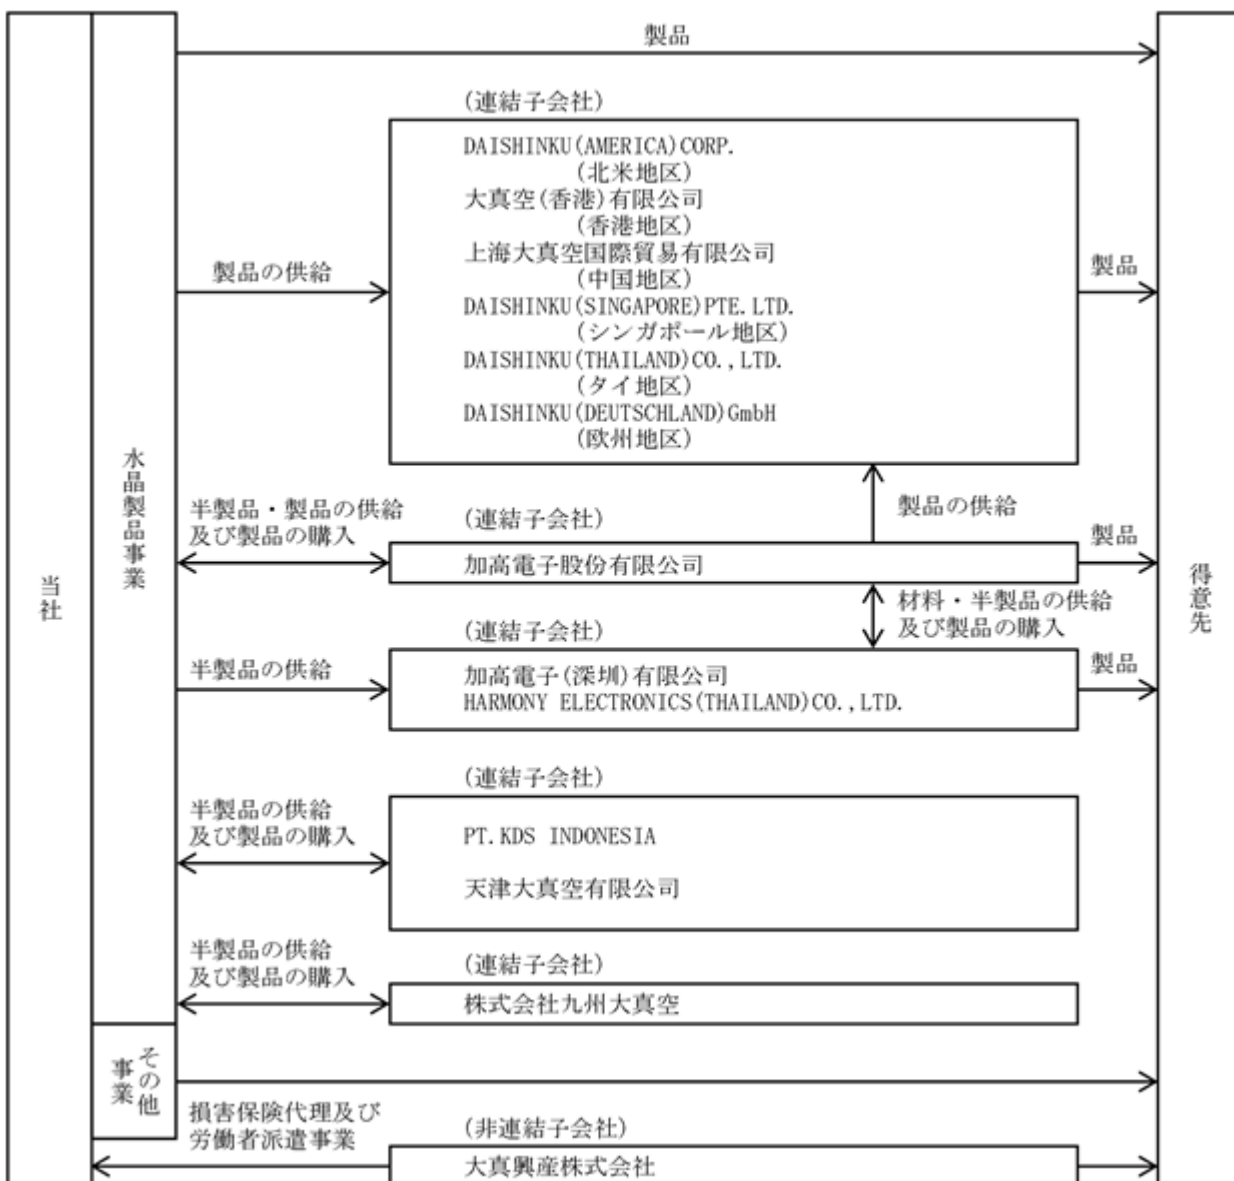 製品
(連結子会社)
DAISHINKU(AMERICA)CORP.
(北米地区)
大真空(香港)有限公司
(香港地区)
上海大真空国際貿易有限公司
(中国地区)
DAISHINKU(SINGAPORE)PTE.LTD.
(シンガポール地区)
DAISHINKU(THAILAND)CO.,LTD.
(タイ地区)
DAISHINKU(DEUTSCHLAND)GmbH
(欧州地区)
製品の供給
製品
半製品・製品の供給
及び製品の購入
(連結子会社)
加高電子股份有限公司
製品の供給
製品
材料・半製品の供給
及び製品の購入
(連結子会社)
半製品の供給
加高電子(深圳)有限公司
HARMONY ELECTRONICS(THAILAND)CO.,LTD.
製品
(連結子会社)
半製品の供給
及び製品の購入
PT.KDS INDONESIA
天津大真空有限公司
半製品の供給
及び製品の購入
(連結子会社)
株式会社九州大真空
損害保険代理及び
労働者派遣事業
(非連結子会社)
大真興産株式会社
当社
水晶製品事業
その他
事業
得意先